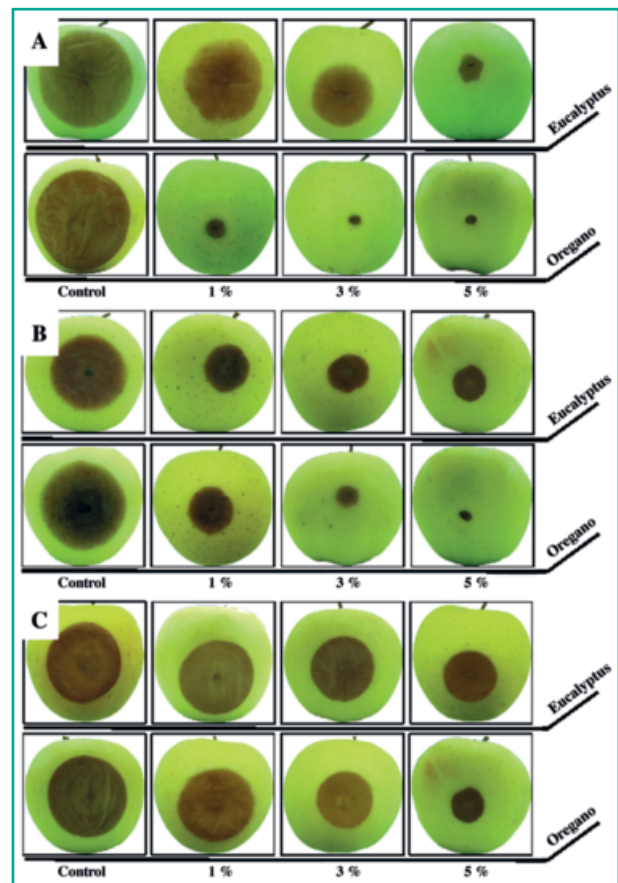 A
Eucalyptus
Oregano
Control 1 % 3 % 5 %
B
Eucalyptus
Oregano
Control 1 % 3 % 5 %
C
Eucalyptus
Oregano
Control 1 % 3 % 5 %